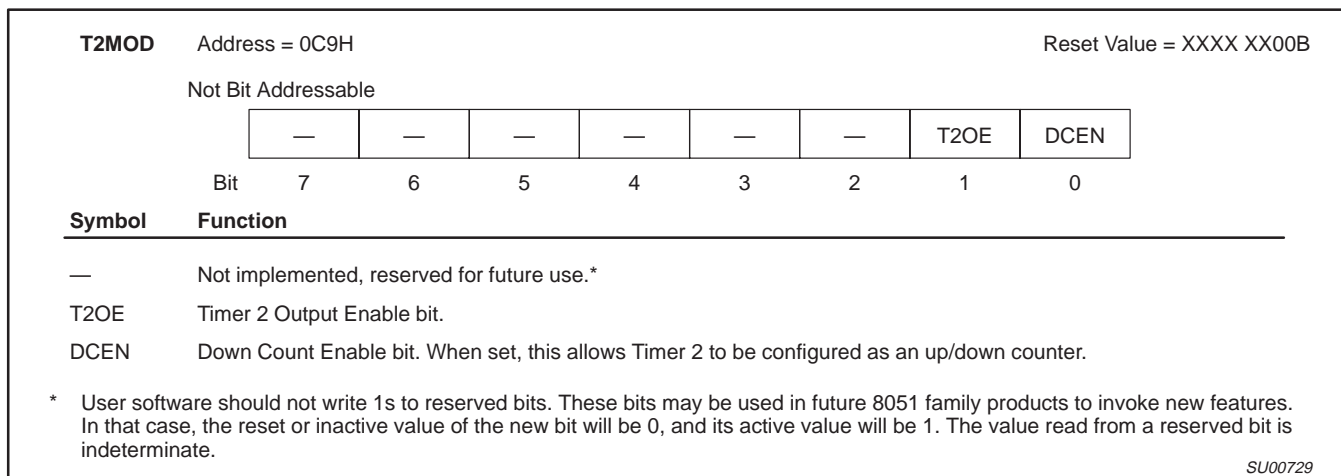 T2MOD Address = 0C9H Reset Value = XXXX XX00B
Not Bit Addressable
— — — — — — T2OE DCEN
Bit 7 6 5 4 3 2 1 0
Symbol Function
— Not implemented, reserved for future use.*
T2OE Timer 2 Output Enable bit.
DCEN Down Count Enable bit. When set, this allows Timer 2 to be configured as an up/down counter.
* User software should not write 1s to reserved bits. These bits may be used in future 8051 family products to invoke new features.
In that case, the reset or inactive value of the new bit will be 0, and its active value will be 1. The value read from a reserved bit is
indeterminate.
SU00729